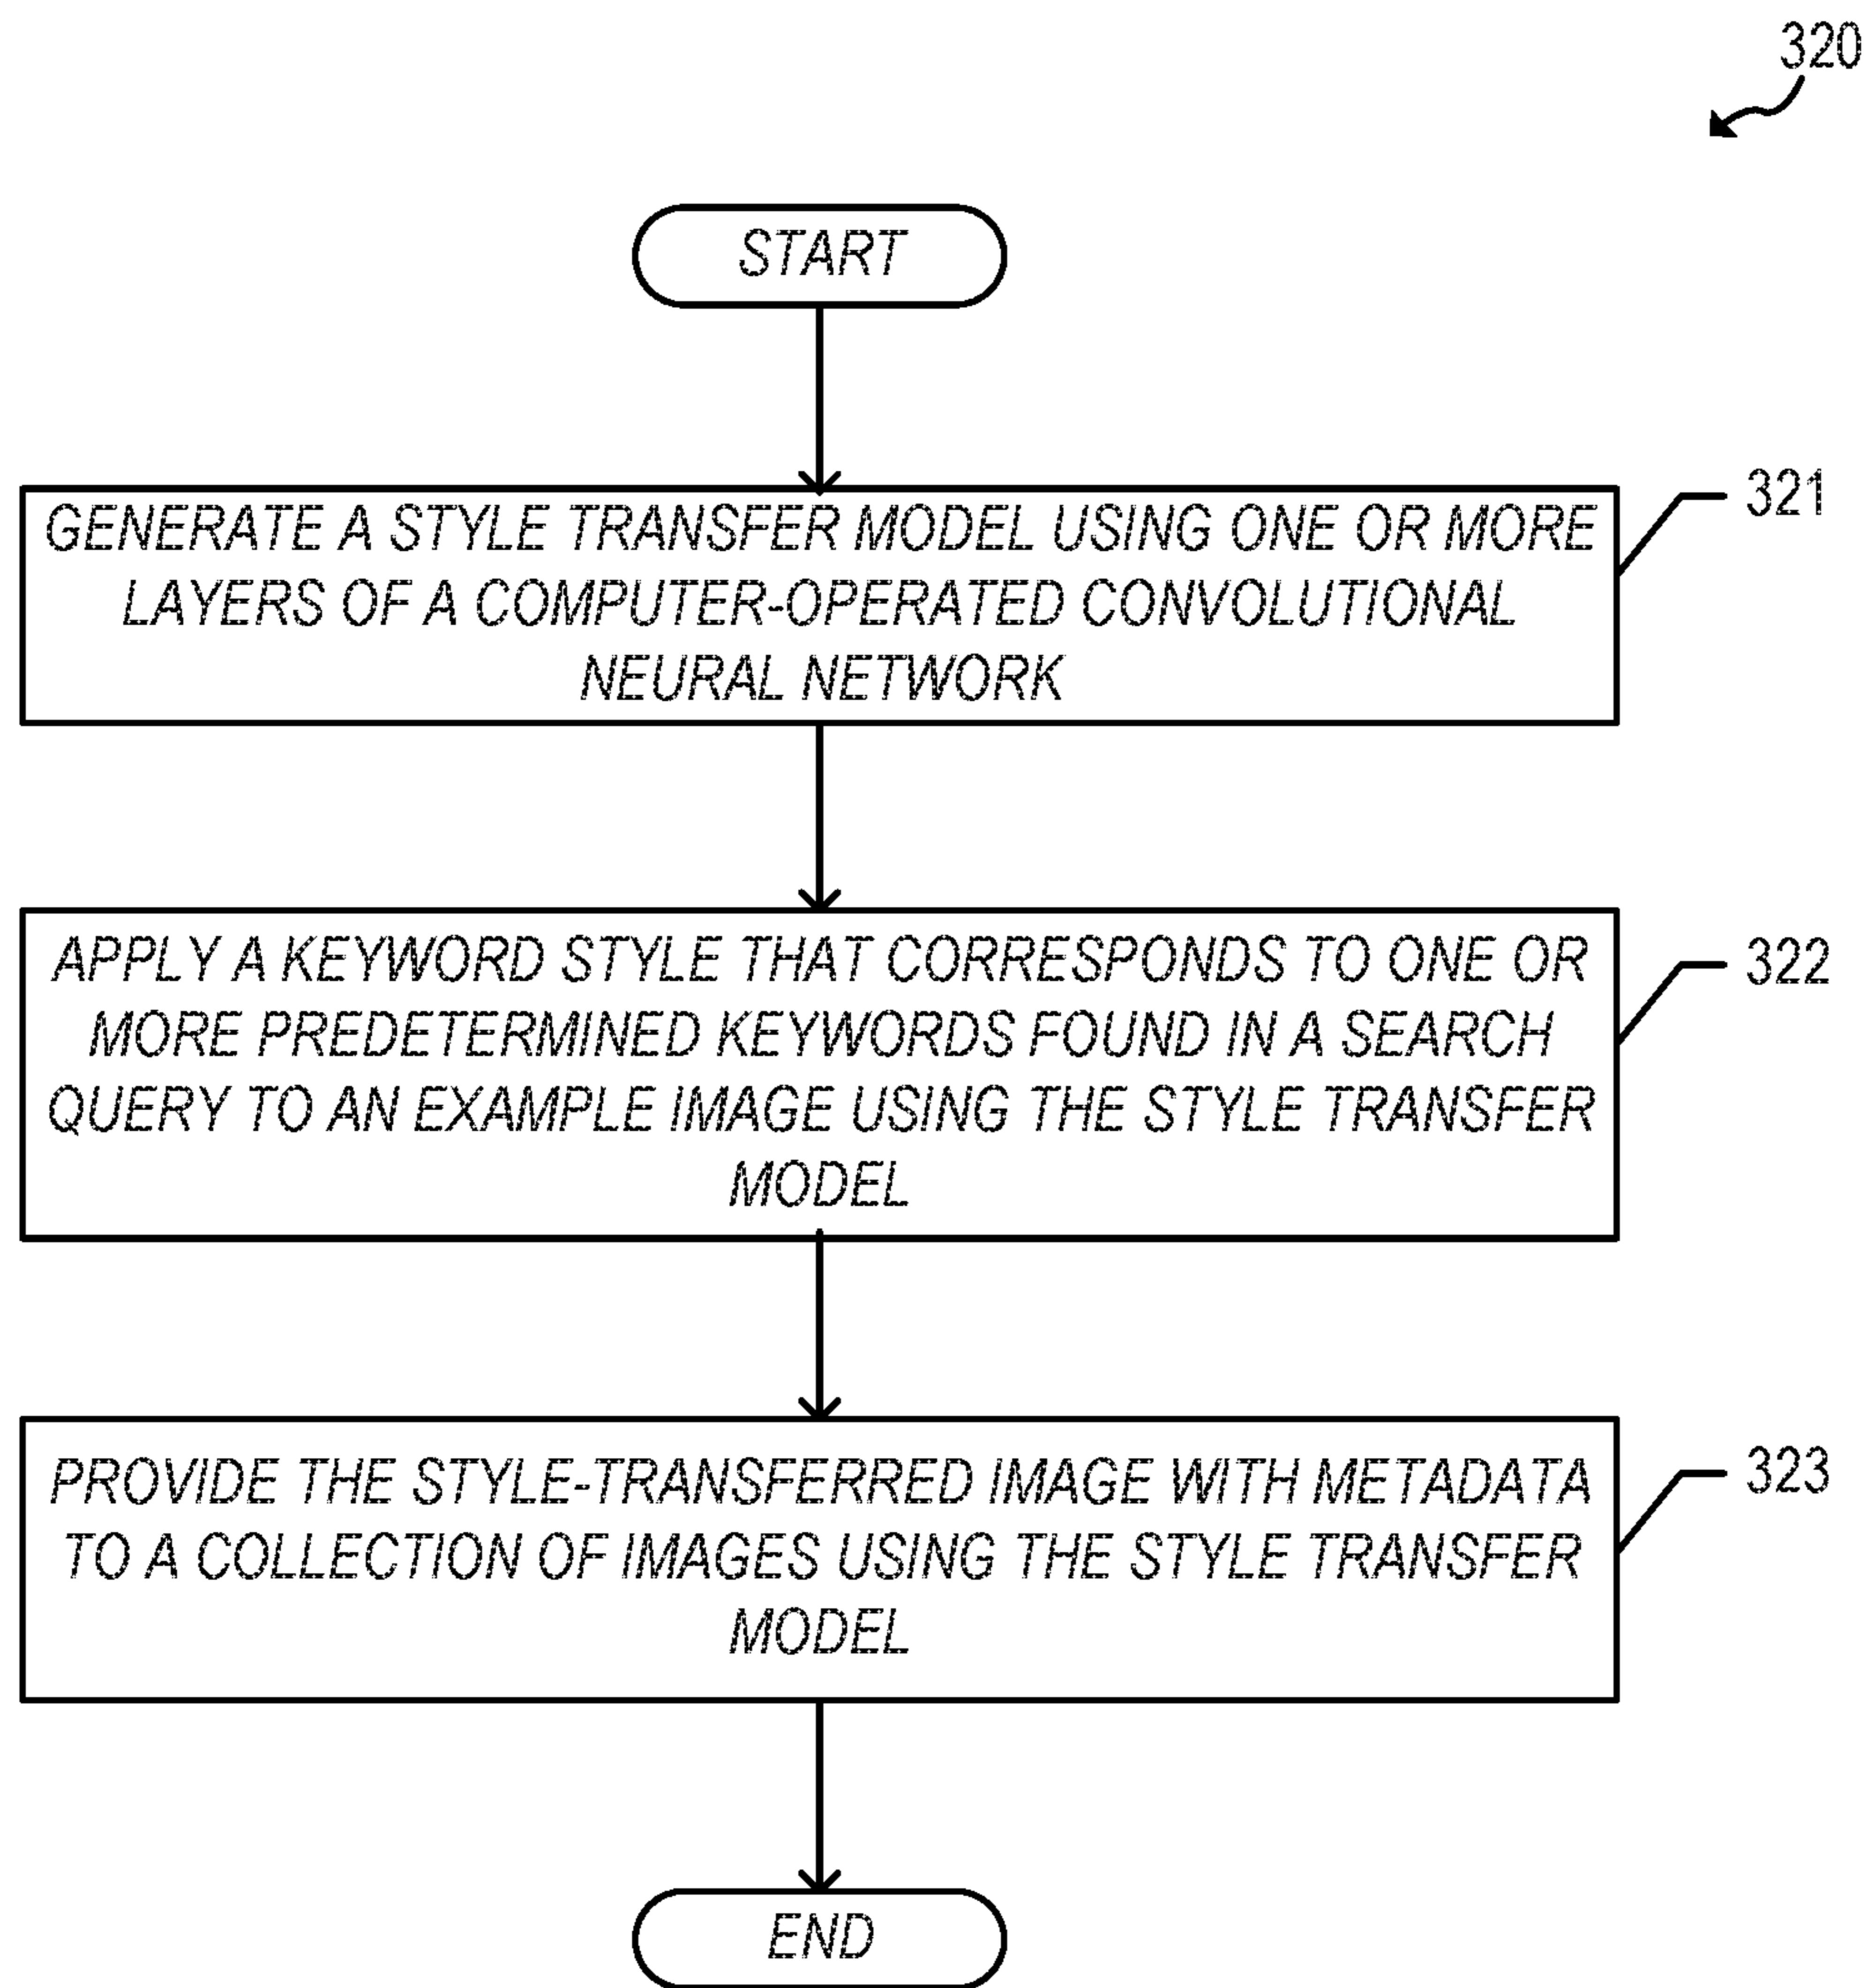 320
START
GENERATE A STYLE TRANSFER MODEL USING ONE OR MORE
LAYERS OF A COMPUTER-OPERATED CONVOLUTIONAL
NEURAL NETWORK
321
APPLY A KEYWORD STYLE THAT CORRESPONDS TO ONE OR
MORE PREDETERMINED KEYWORDS FOUND IN A SEARCH
QUERY TO AN EXAMPLE IMAGE USING THE STYLE TRANSFER
MODEL
322
PROVIDE THE STYLE-TRANSFERRED IMAGE WITH METADATA
TO A COLLECTION OF IMAGES USING THE STYLE TRANSFER
MODEL
323
END